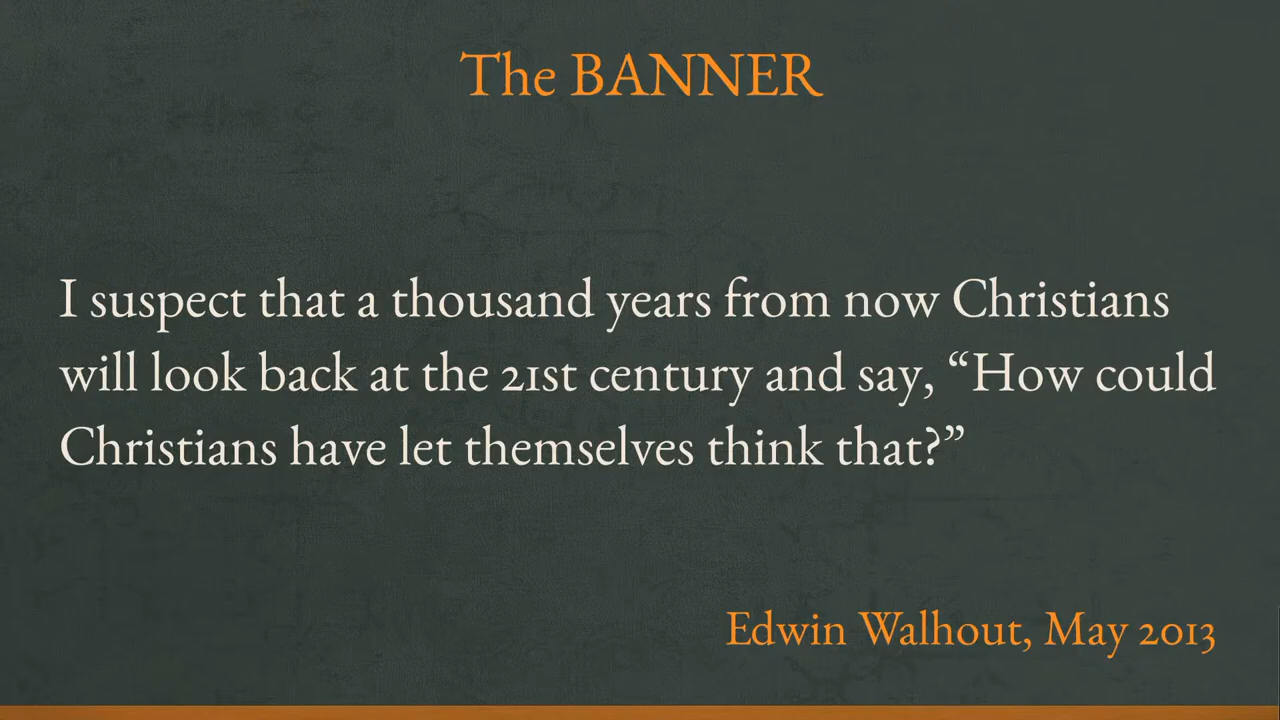 The BANNER
I suspect that a thousand years from now Christians
will look back at the 21st century and say, “How could
Christians have let themselves think that?”
Edwin Walhout, May 2013